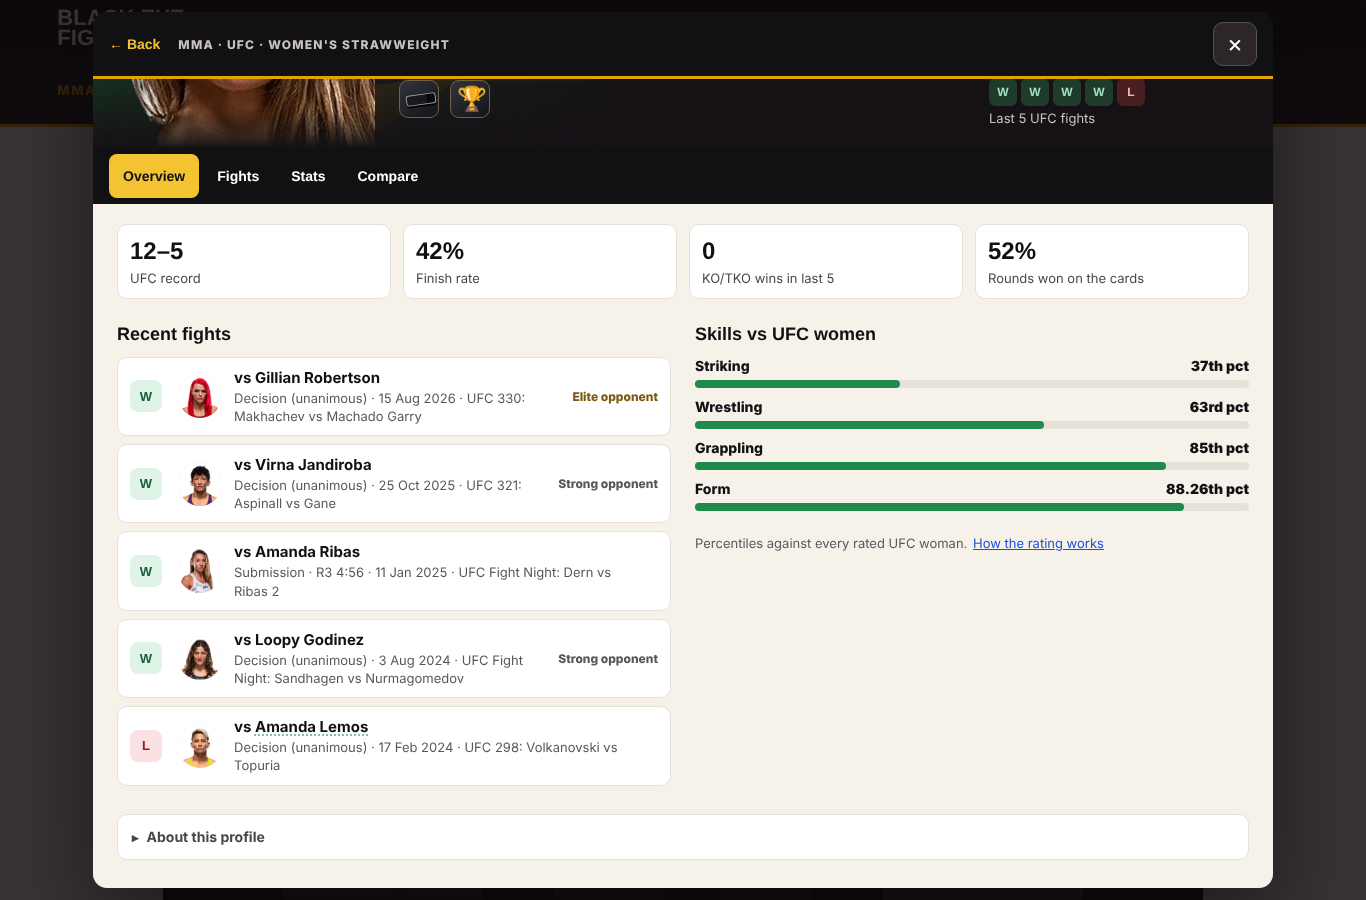 BLACK EYE
FIG
← Back MMA · UFC · WOMEN'S STRAWWEIGHT ×
MMA
W W W W L
Last 5 UFC fights
Overview Fights Stats Compare
12–5
UFC record
42%
Finish rate
0
KO/TKO wins in last 5
52%
Rounds won on the cards
Recent fights
W
vs Gillian Robertson
Decision (unanimous) · 15 Aug 2026 · UFC 330:
Makhachev vs Machado Garry
Elite opponent
W
vs Virna Jandiroba
Decision (unanimous) · 25 Oct 2025 · UFC 321:
Aspinall vs Gane
Strong opponent
W
vs Amanda Ribas
Submission · R3 4:56 · 11 Jan 2025 · UFC Fight Night: Dern vs
Ribas 2
W
vs Loopy Godinez
Decision (unanimous) · 3 Aug 2024 · UFC Fight
Night: Sandhagen vs Nurmagomedov
Strong opponent
L
vs Amanda Lemos
Decision (unanimous) · 17 Feb 2024 · UFC 298: Volkanovski vs
Topuria
Skills vs UFC women
Striking 37th pct
Wrestling 63rd pct
Grappling 85th pct
Form 88.26th pct
Percentiles against every rated UFC woman. How the rating works
▸ About this profile